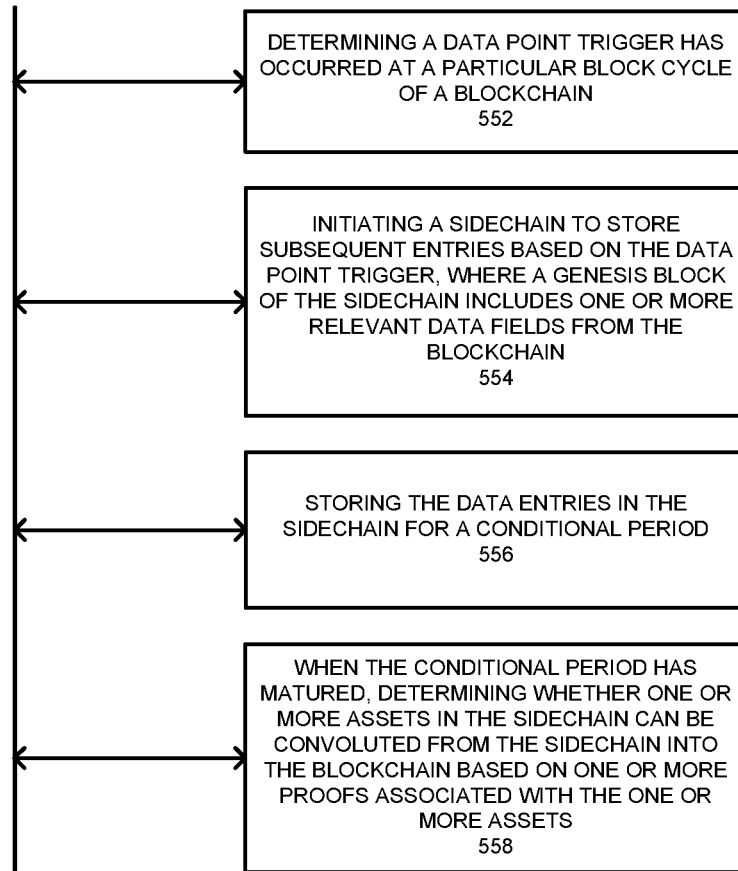 DETERMINING A DATA POINT TRIGGER HAS
OCCURRED AT A PARTICULAR BLOCK CYCLE
OF A BLOCKCHAIN
552
INITIATING A SIDECHAIN TO STORE
SUBSEQUENT ENTRIES BASED ON THE DATA
POINT TRIGGER, WHERE A GENESIS BLOCK
OF THE SIDECHAIN INCLUDES ONE OR MORE
RELEVANT DATA FIELDS FROM THE
BLOCKCHAIN
554
STORING THE DATA ENTRIES IN THE
SIDECHAIN FOR A CONDITIONAL PERIOD
556
WHEN THE CONDITIONAL PERIOD HAS
MATURED, DETERMINING WHETHER ONE OR
MORE ASSETS IN THE SIDECHAIN CAN BE
CONVOLUTED FROM THE SIDECHAIN INTO
THE BLOCKCHAIN BASED ON ONE OR MORE
PROOFS ASSOCIATED WITH THE ONE OR
MORE ASSETS
558